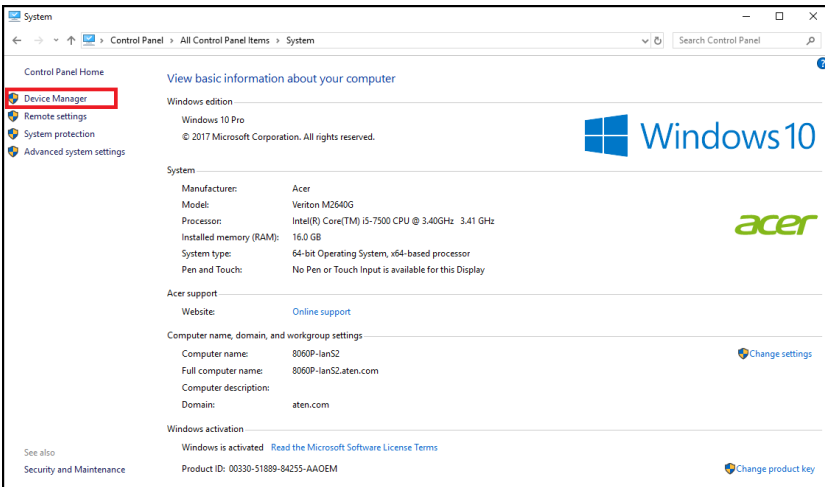 System
Control Panel > All Control Panel Items > System
Search Control Panel
Control Panel Home
Device Manager
Remote settings
System protection
Advanced system settings
View basic information about your computer
Windows edition
Windows 10 Pro
© 2017 Microsoft Corporation. All rights reserved.
Windows 10
System
Manufacturer: Acer
Model: Veriton M2640G
Processor: Intel(R) Core(TM) i5-7500 CPU @ 3.40GHz 3.41 GHz
Installed memory (RAM): 16.0 GB
System type: 64-bit Operating System, x64-based processor
Pen and Touch: No Pen or Touch Input is available for this Display
acer
Acer support
Website: Online support
Computer name, domain, and workgroup settings
Computer name: 8060P-IanS2
Change settings
Full computer name: 8060P-IanS2.aten.com
Computer description:
Domain: aten.com
Windows activation
Windows is activated Read the Microsoft Software License Terms
Product ID: 00330-51889-84255-AAOEM
Change product key
See also
Security and Maintenance